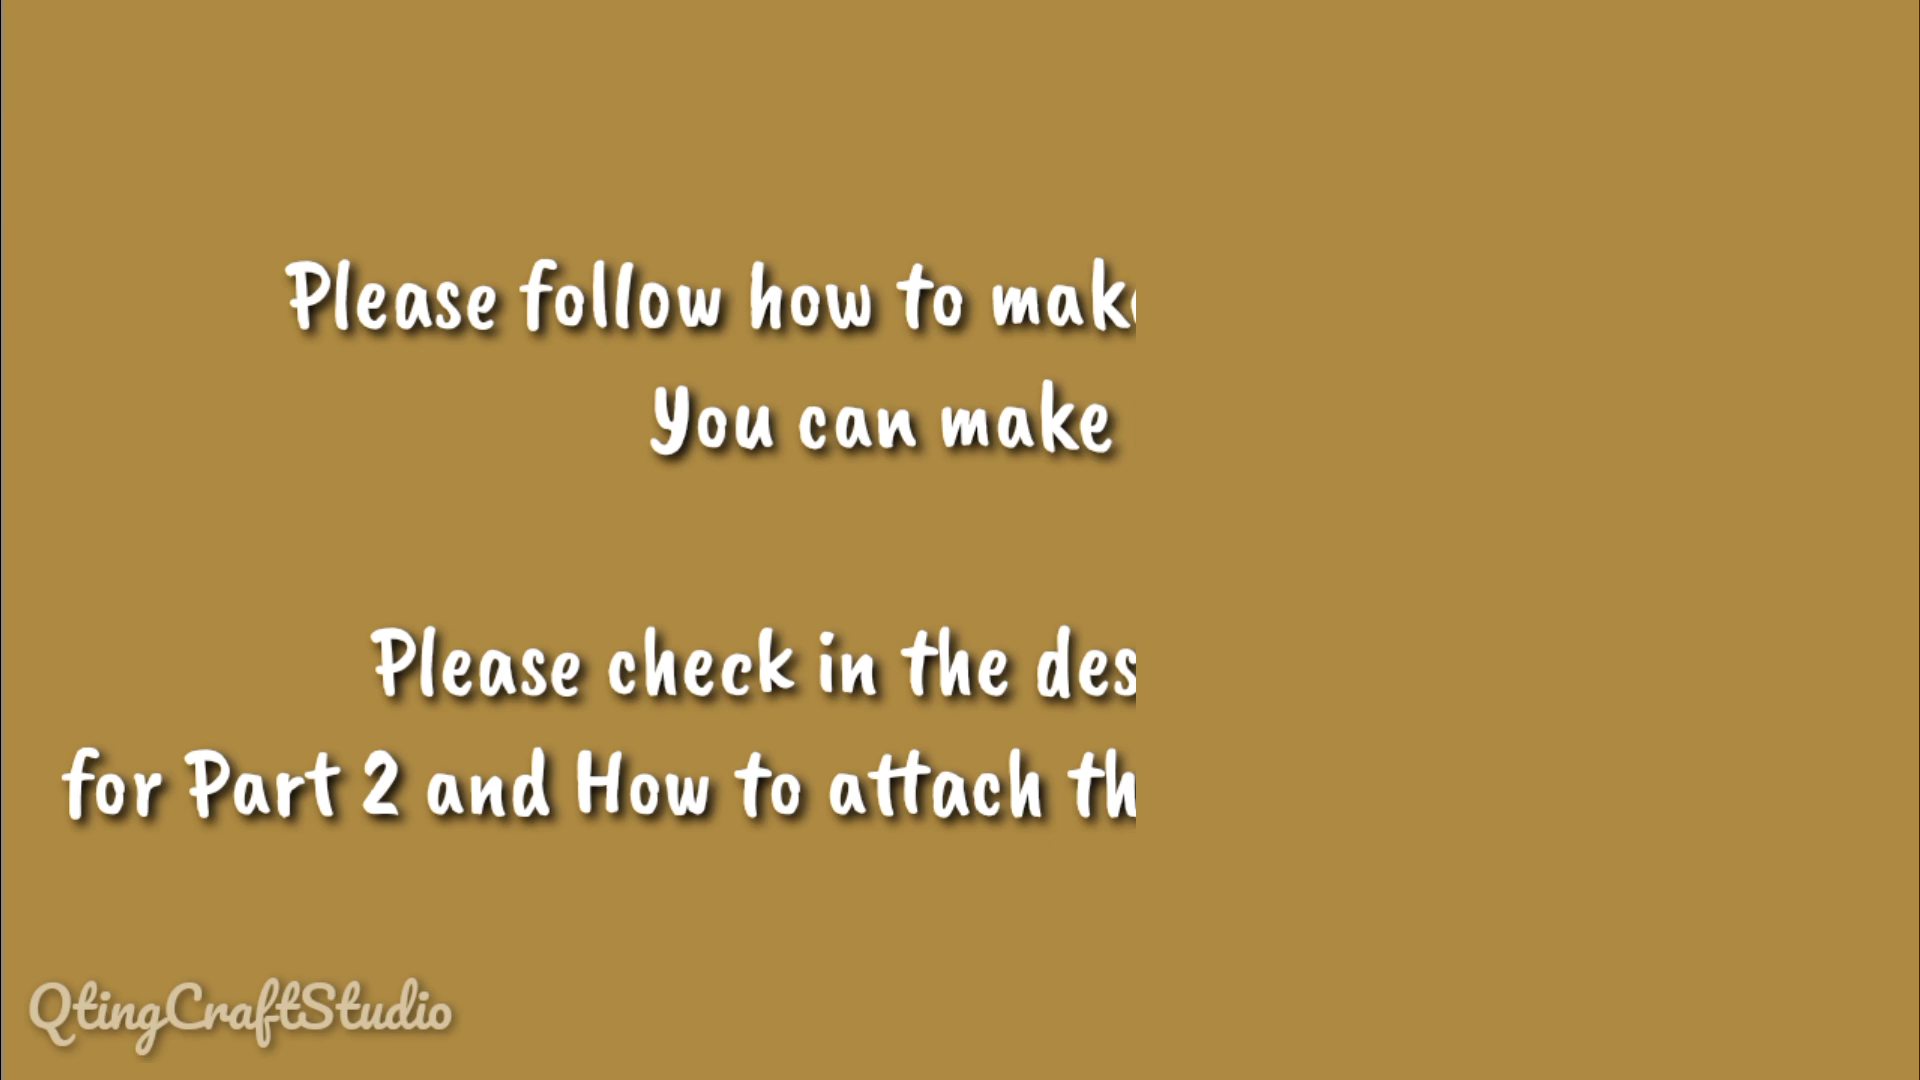 Please follow how to make
You can make
Please check in the des
for Part 2 and How to attach th
QtingCraftStudio